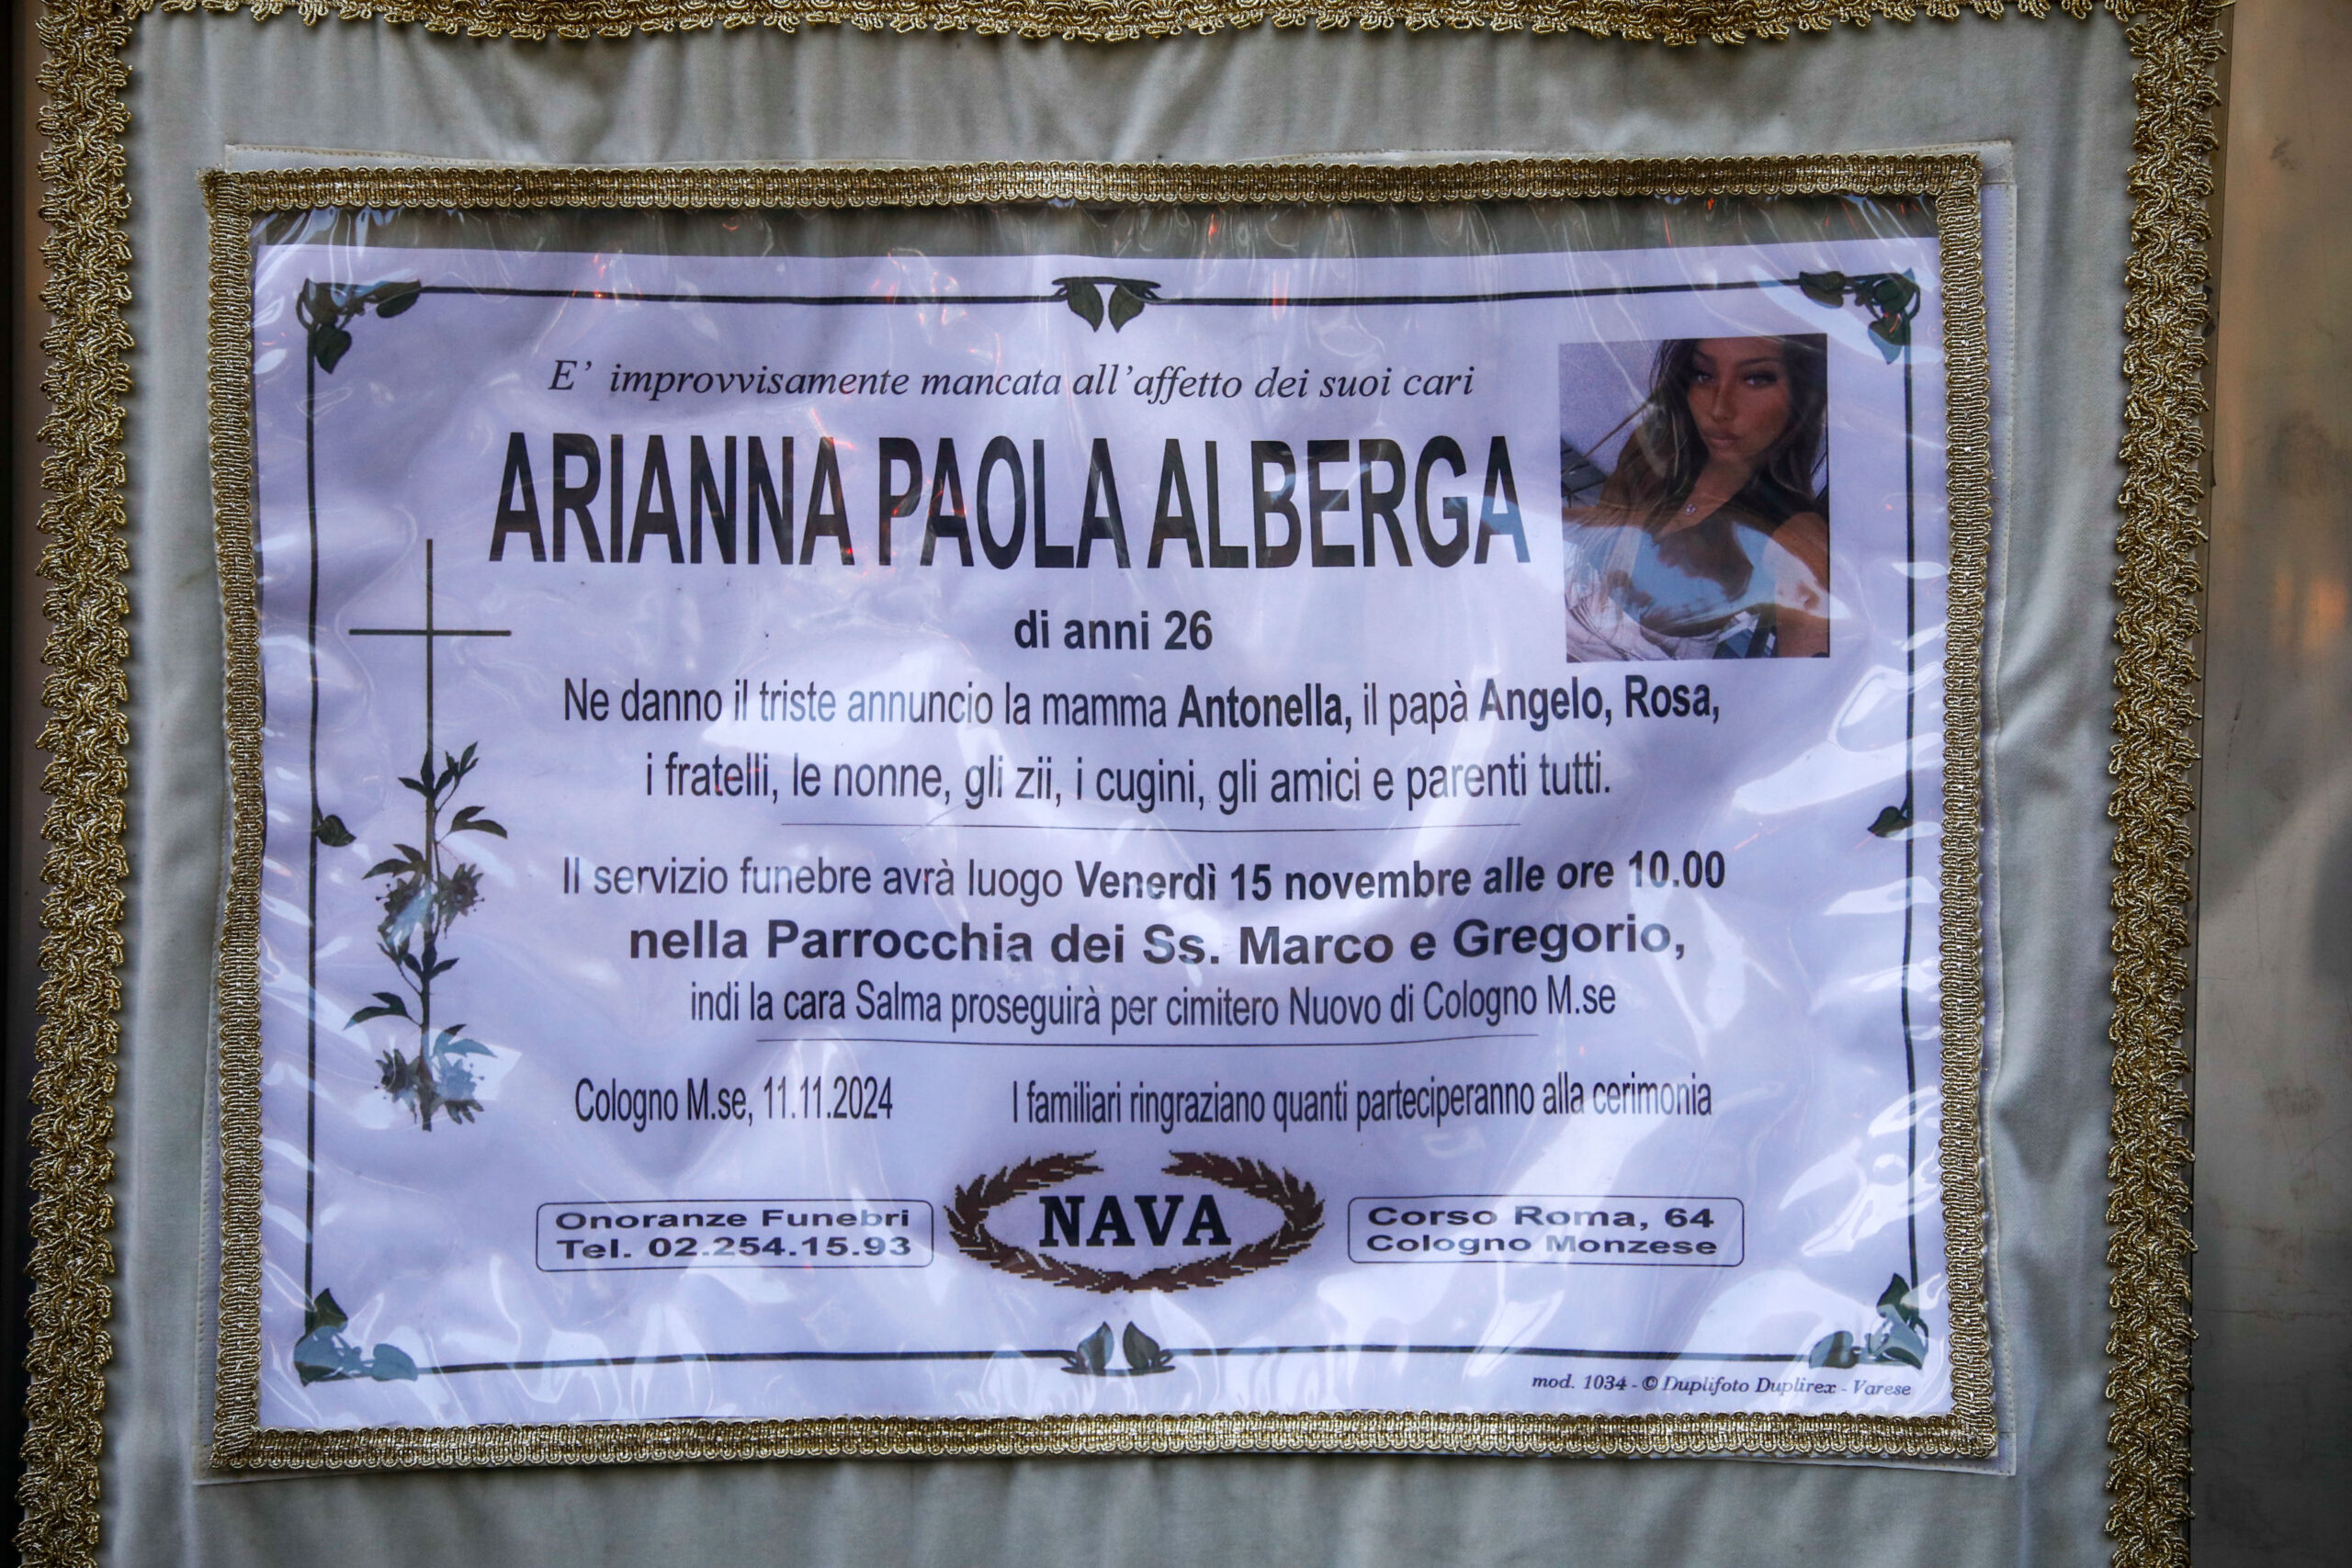 E' improvvisamente mancata all'affetto dei suoi cari
ARIANNA PAOLA ALBERGA
di anni 26
Ne danno il triste annuncio la mamma Antonella, il papà Angelo, Rosa,
i fratelli, le nonne, gli zii, i cugini, gli amici e parenti tutti.
Il servizio funebre avrà luogo Venerdì 15 novembre alle ore 10.00
nella Parrocchia dei Ss. Marco e Gregorio,
indi la cara Salma proseguirà per cimitero Nuovo di Cologno M.se
Cologno M.se, 11.11.2024 I familiari ringraziano quanti parteciperanno alla cerimonia
Onoranze Funebri
Tel. 02.254.15.93
NAVA
Corso Roma, 64
Cologno Monzese
mod. 1034 - © Duplifoto Duplirex - Varese